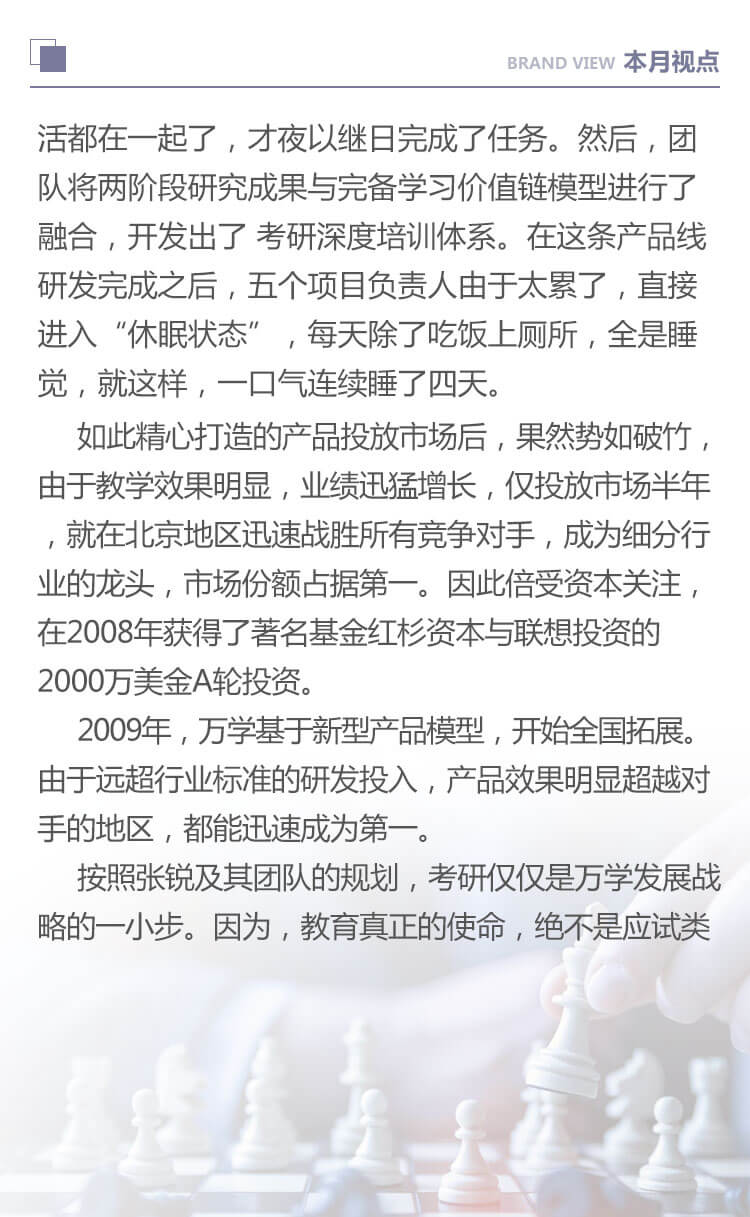 BRAND VIEW 本月视点
活都在一起了，才夜以继日完成了任务。然后，团
队将两阶段研究成果与完备学习价值链模型进行了
融合，开发出了 考研深度培训体系。在这条产品线
研发完成之后，五个项目负责人由于太累了，直接
进入“休眠状态”，每天除了吃饭上厕所，全是睡
觉，就这样，一口气连续睡了四天。
如此精心打造的产品投放市场后，果然势如破竹，
由于教学效果明显，业绩迅猛增长，仅投放市场半年
，就在北京地区迅速战胜所有竞争对手，成为细分行
业的龙头，市场份额占据第一。因此倍受资本关注，
在2008年获得了著名基金红杉资本与联想投资的
2000万美金A轮投资。
2009年，万学基于新型产品模型，开始全国拓展。
由于远超行业标准的研发投入，产品效果明显超越对
手的地区，都能迅速成为第一。
按照张锐及其团队的规划，考研仅仅是万学发展战
略的一小步。因为，教育真正的使命，绝不是应试类